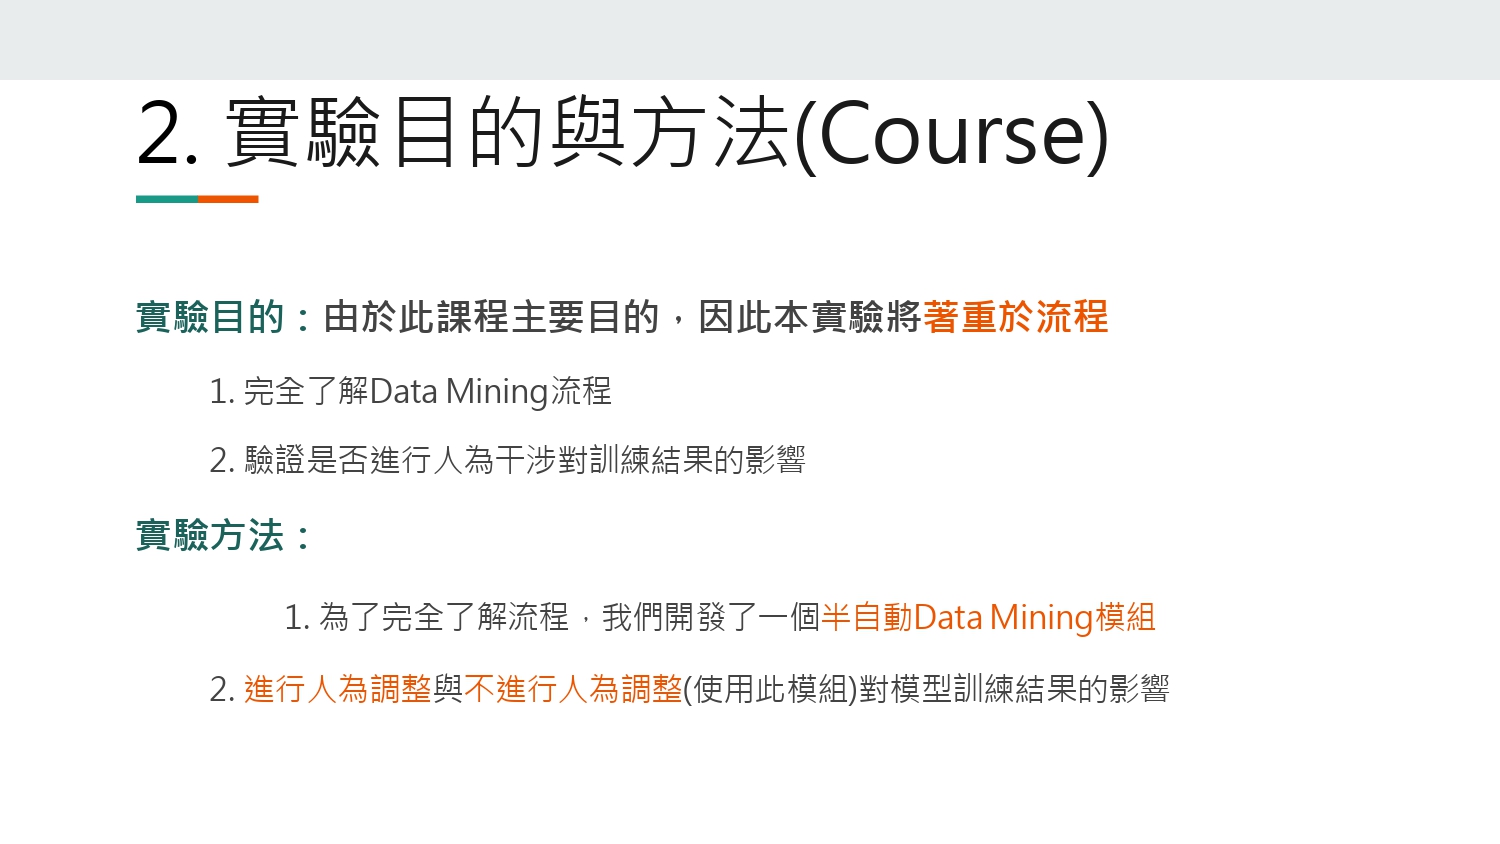 2. 實驗目的與方法(Course)
實驗目的：由於此課程主要目的，因此本實驗將著重於流程
1. 完全了解Data Mining流程
2. 驗證是否進行人為干涉對訓練結果的影響
實驗方法：
1. 為了完全了解流程，我們開發了一個半自動Data Mining模組
2. 進行人為調整與不進行人為調整(使用此模組)對模型訓練結果的影響